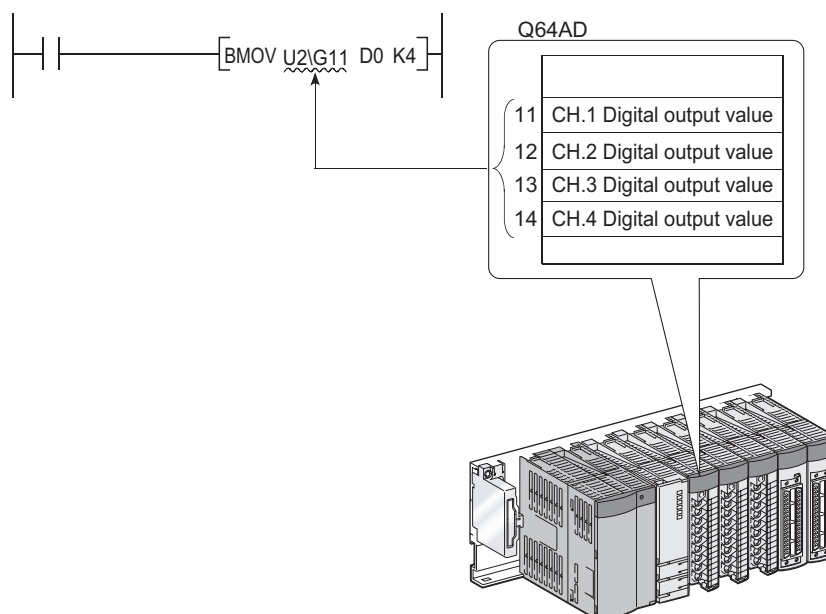 BMOV U2\G11 D0 K4
Q64AD
11 CH.1 Digital output value
12 CH.2 Digital output value
13 CH.3 Digital output value
14 CH.4 Digital output value